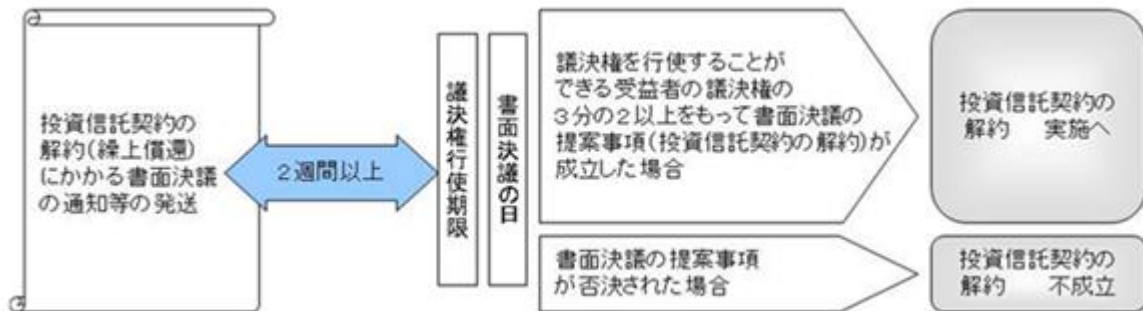 投資信託契約の
解約(繰上償還)
にかかる書面決議
の通知等の発送
2週間以上
議決権行使期限
書面決議の日
議決権を行使することが
できる受益者の議決権の
3分の2以上をもって書面決議の
提案事項(投資信託契約の解約)が
成立した場合
投資信託契約の
解約　実施へ
書面決議の提案事項
が否決された場合
投資信託契約の
解約　不成立